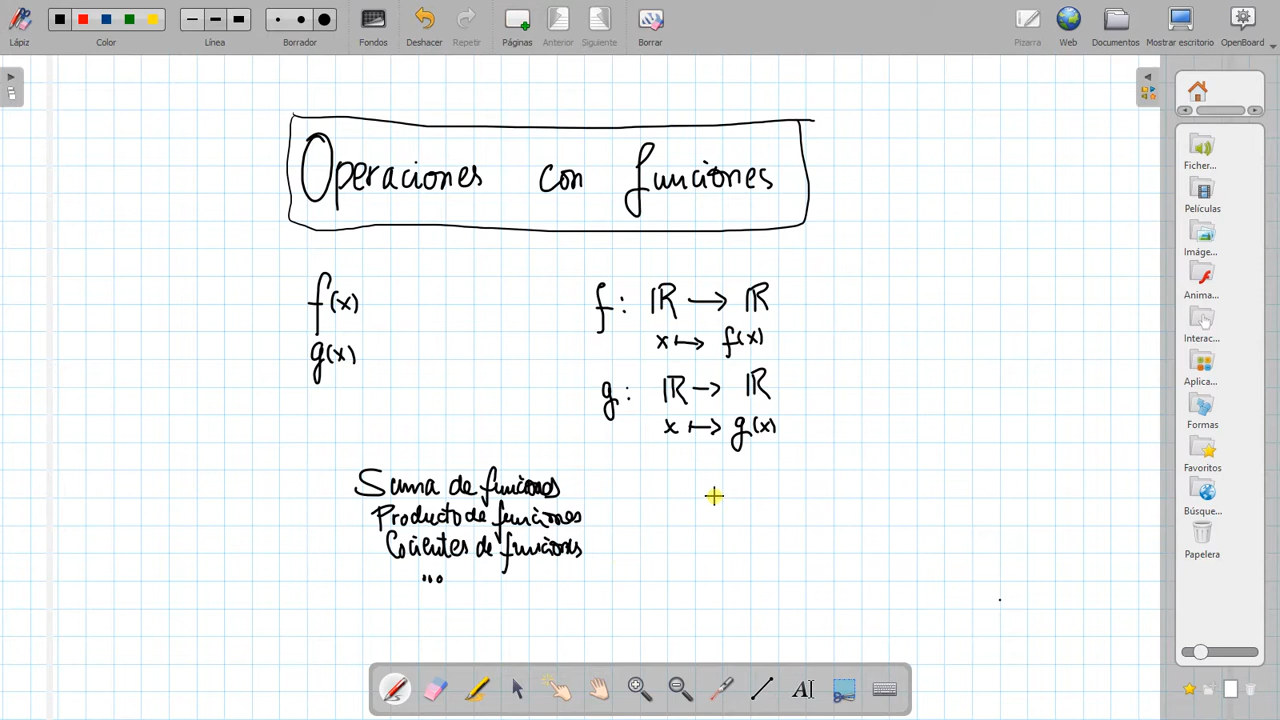 Lápiz
Color
Línea
Borrador
Fondos
Deshacer
Repetir
Páginas
Anterior
Siguiente
Borrar
Pizarra
Web
Documentos
Mostrar escritorio
OpenBoard
Operaciones con funciones
f(x)
g(x)
f: ℝ → ℝ
x ↦ f(x)
g: ℝ → ℝ
x ↦ g(x)
Suma de funciones
Producto de funciones
Cocientes de funciones
...
Ficher...
Películas
Imáge...
Anima...
Interac...
Aplica...
Formas
Favoritos
Búsque...
Papelera
AI